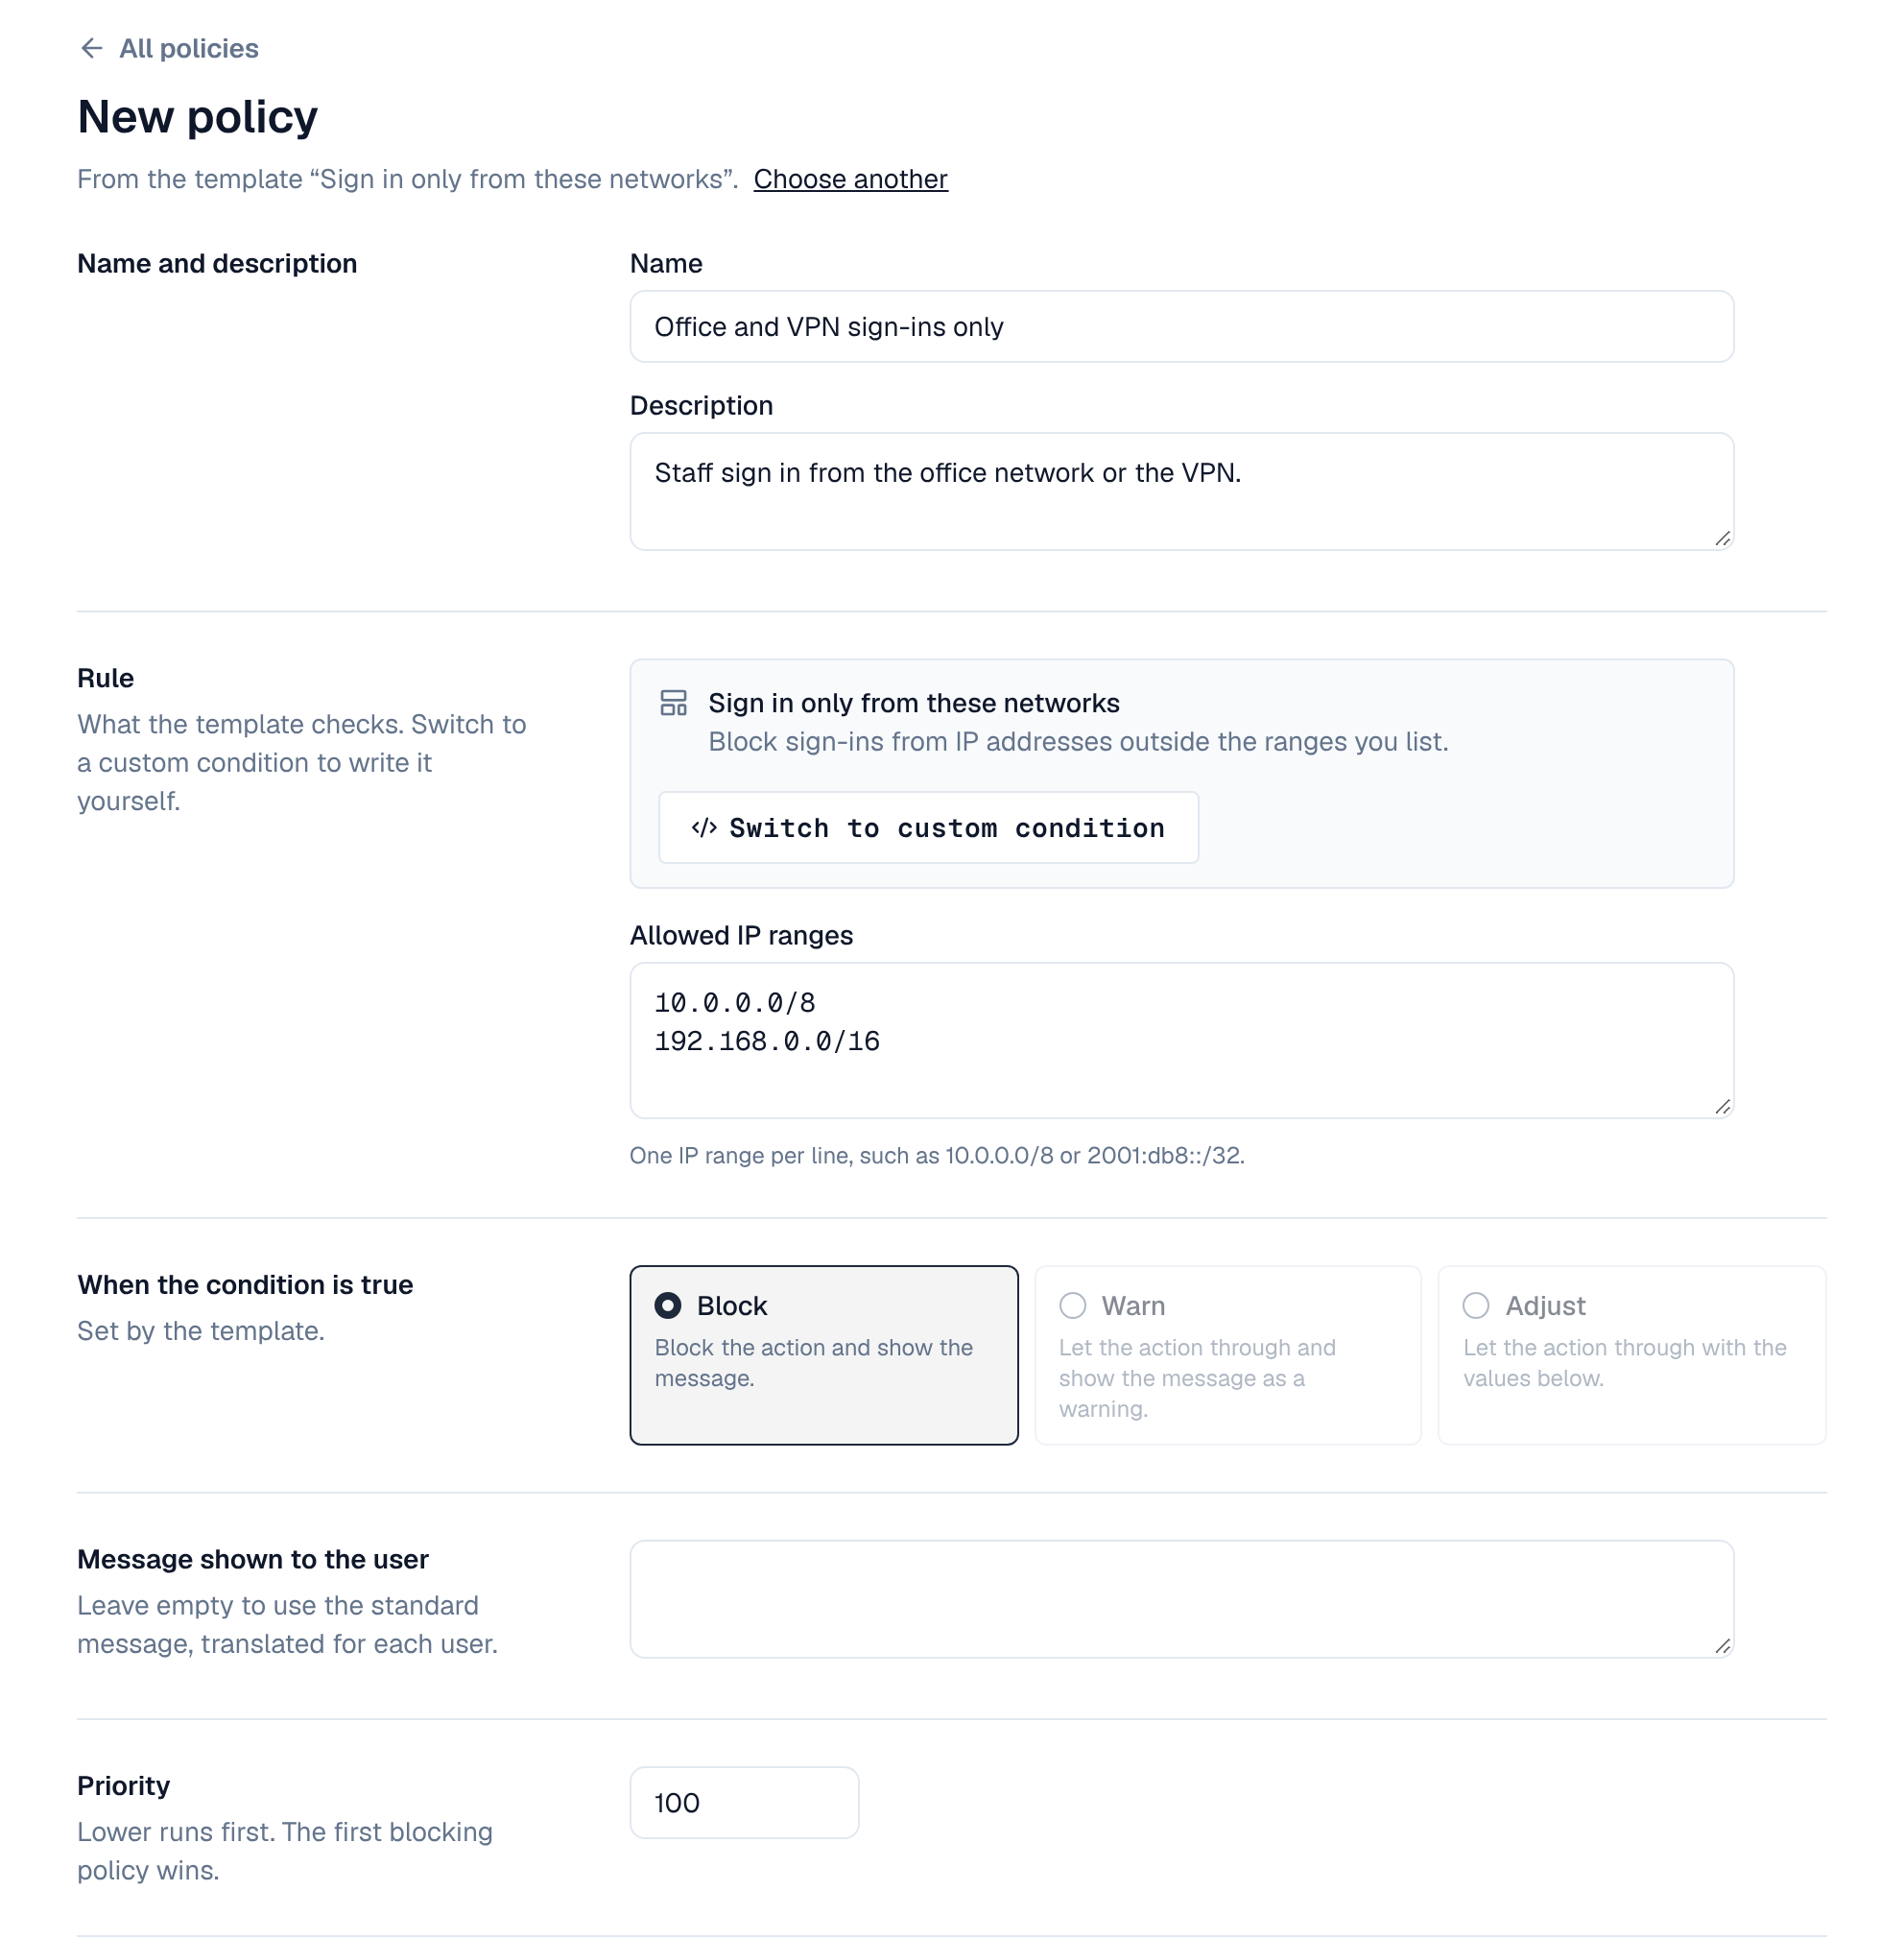 All policies
New policy
From the template “Sign in only from these networks”. Choose another
Name and description
Name
Office and VPN sign-ins only
Description
Staff sign in from the office network or the VPN.
Rule
What the template checks. Switch to
a custom condition to write it
yourself.
Sign in only from these networks
Block sign-ins from IP addresses outside the ranges you list.
</> Switch to custom condition
Allowed IP ranges
10.0.0.0/8
192.168.0.0/16
One IP range per line, such as 10.0.0.0/8 or 2001:db8::/32.
When the condition is true
Set by the template.
Block
Block the action and show the
message.
Warn
Let the action through and
show the message as a
warning.
Adjust
Let the action through with the
values below.
Message shown to the user
Leave empty to use the standard
message, translated for each user.
Priority
Lower runs first. The first blocking
policy wins.
100